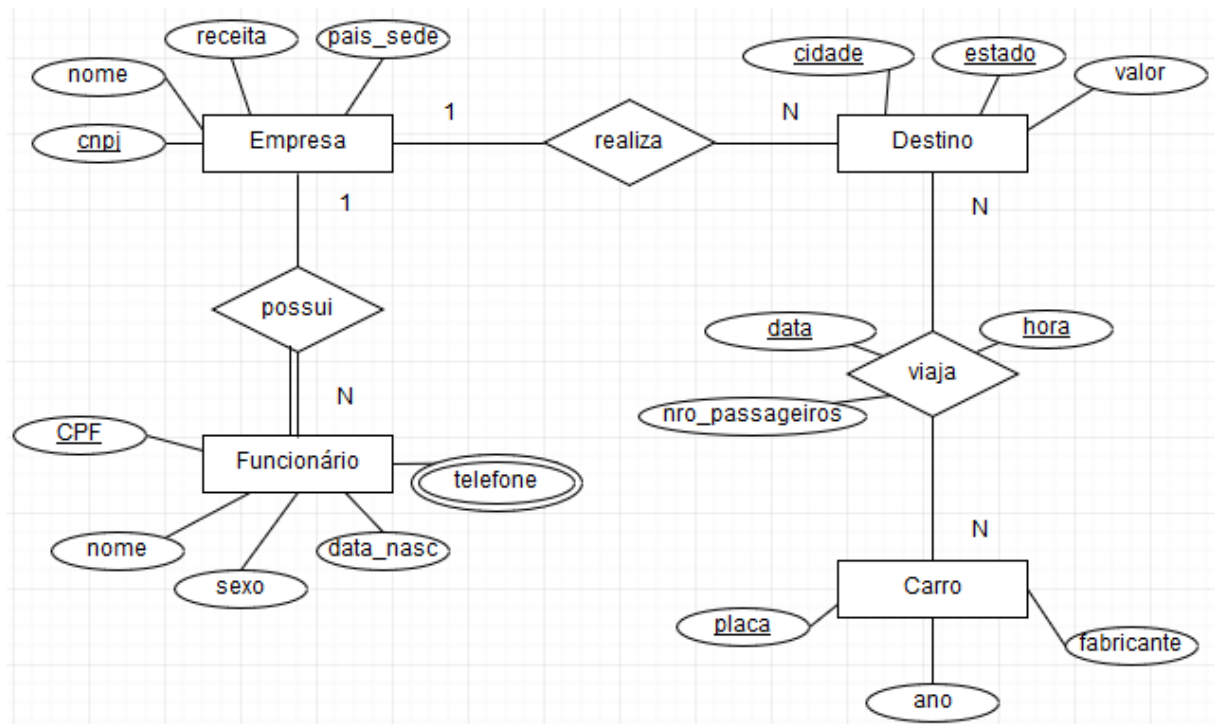 receita
pais_sede
nome
cnpj
Empresa
1
realiza
N
cidade
estado
valor
Destino
1
N
possui
data
hora
viaja
nro_passageiros
N
CPF
Funcionário
telefone
nome
sexo
data_nasc
N
Carro
placa
fabricante
ano